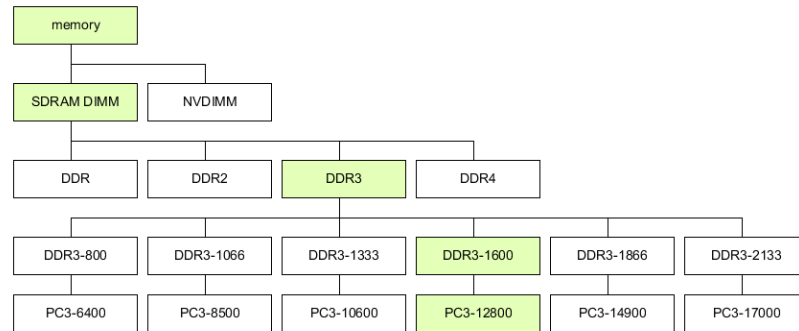 memory
SDRAM DIMM NVDIMM
DDR DDR2 DDR3 DDR4
DDR3-800 DDR3-1066 DDR3-1333 DDR3-1600 DDR3-1866 DDR3-2133
PC3-6400 PC3-8500 PC3-10600 PC3-12800 PC3-14900 PC3-17000